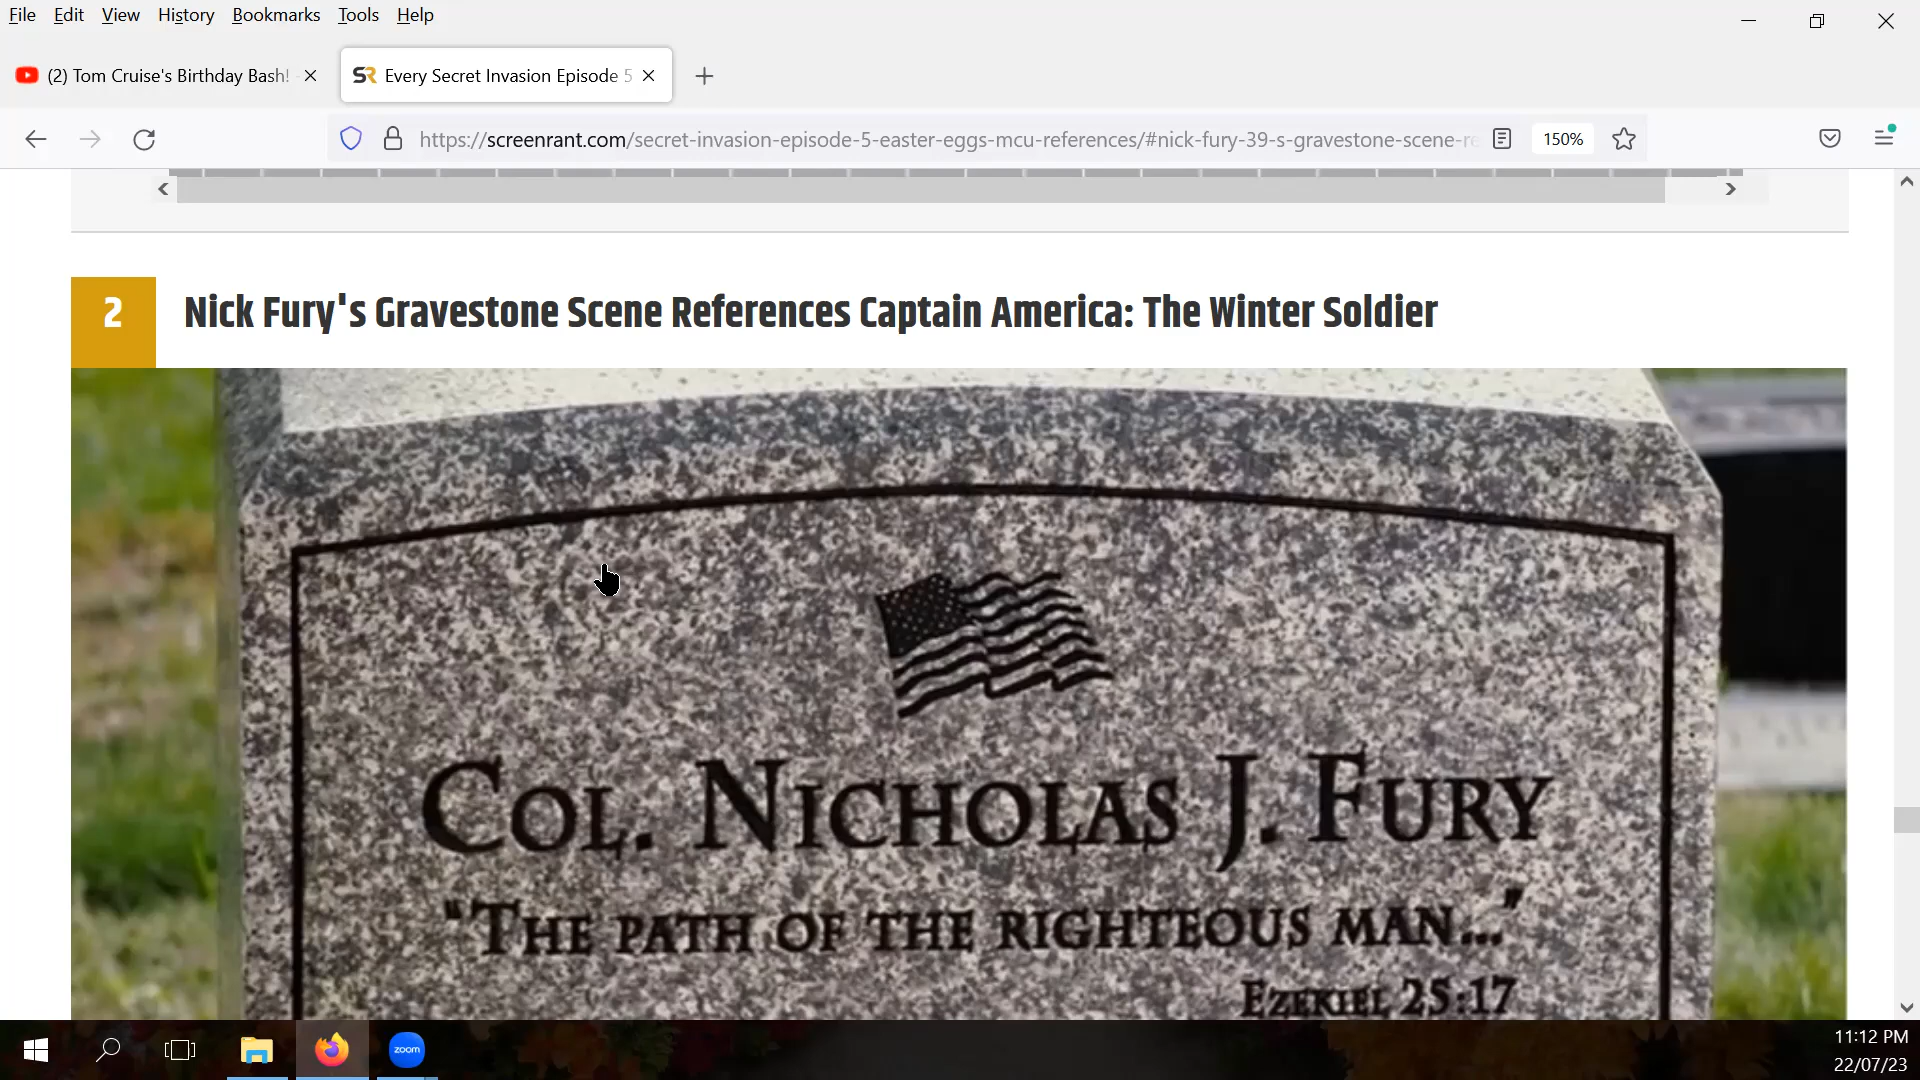 File Edit View History Bookmarks Tools Help
(2) Tom Cruise's Birthday Bash!
SR Every Secret Invasion Episode 5
https://screenrant.com/secret-invasion-episode-5-easter-eggs-mcu-references/#nick-fury-39-s-gravestone-scene-re
150%
2 Nick Fury's Gravestone Scene References Captain America: The Winter Soldier
COL. NICHOLAS J. FURY
"THE PATH OF THE RIGHTEOUS MAN..."
EZEKIEL 25:17
zoom
11:12 PM
22/07/23